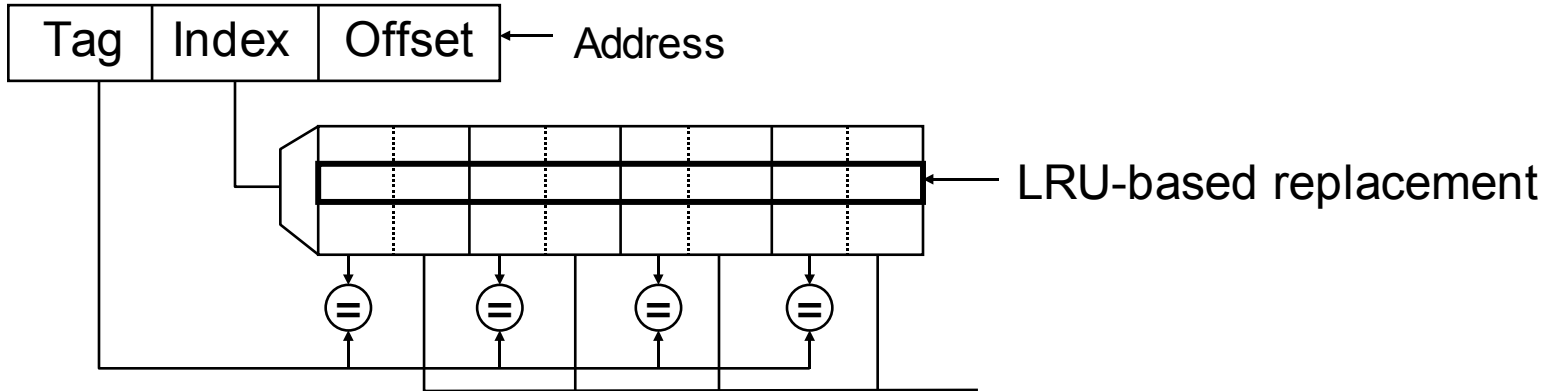 Tag Index Offset Address
LRU-based replacement
= = = =